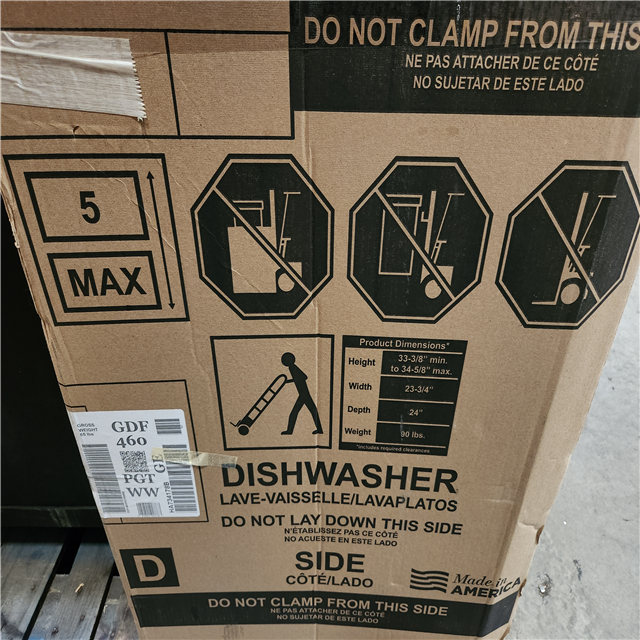 DO NOT CLAMP FROM THIS
NE PAS ATTACHER DE CE CÔTÉ
NO SUJETAR DE ESTE LADO
5
MAX
Product Dimensions*
Height 33-3/8" min.
to 34-5/8" max.
Width 23-3/4"
Depth 24"
Weight 90 lbs.
*Includes required clearances
GROSS
WEIGHT
GDF
460
PGT
WW
GE
DISHWASHER
LAVE-VAISSELLE/LAVAPLATOS
DO NOT LAY DOWN THIS SIDE
N'ÉTABLISSEZ PAS CE CÔTÉ
NO ACUESTE EN ESTE LADO
D
SIDE
CÔTÉ/LADO
Made in
AMERICA
DO NOT CLAMP FROM THIS SIDE
NE PAS ATTACHER DE CE CÔTÉ
NO SUJETAR DE ESTE LADO